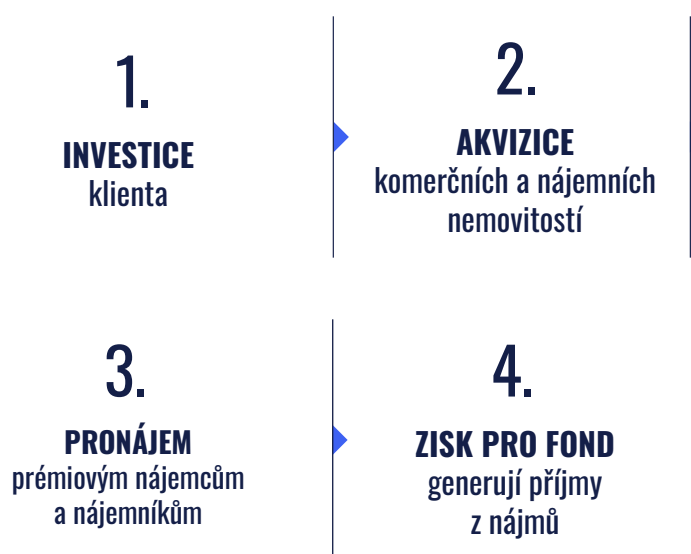 1.
INVESTICE
klienta
2.
AKVIZICE
komerčních a nájemních
nemovitostí
3.
PRONÁJEM
prémiovým nájemcům
a nájemníkům
4.
ZISK PRO FOND
generují příjmy
z nájmů